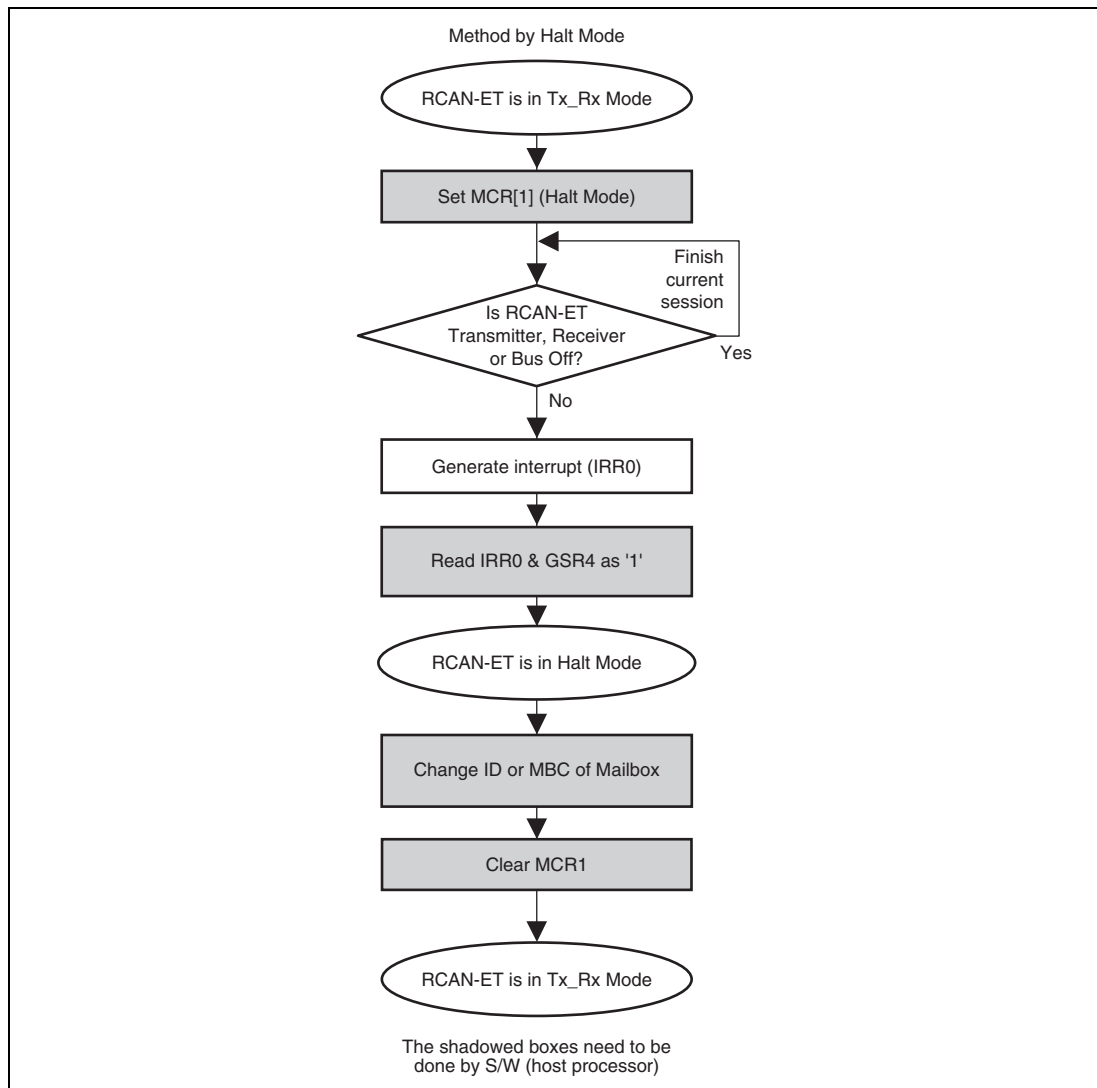 Method by Halt Mode
RCAN-ET is in Tx_Rx Mode
Set MCR[1] (Halt Mode)
Finish
current
session
Is RCAN-ET
Transmitter, Receiver
or Bus Off?
Yes
No
Generate interrupt (IRR0)
Read IRR0 & GSR4 as '1'
RCAN-ET is in Halt Mode
Change ID or MBC of Mailbox
Clear MCR1
RCAN-ET is in Tx_Rx Mode
The shadowed boxes need to be
done by S/W (host processor)